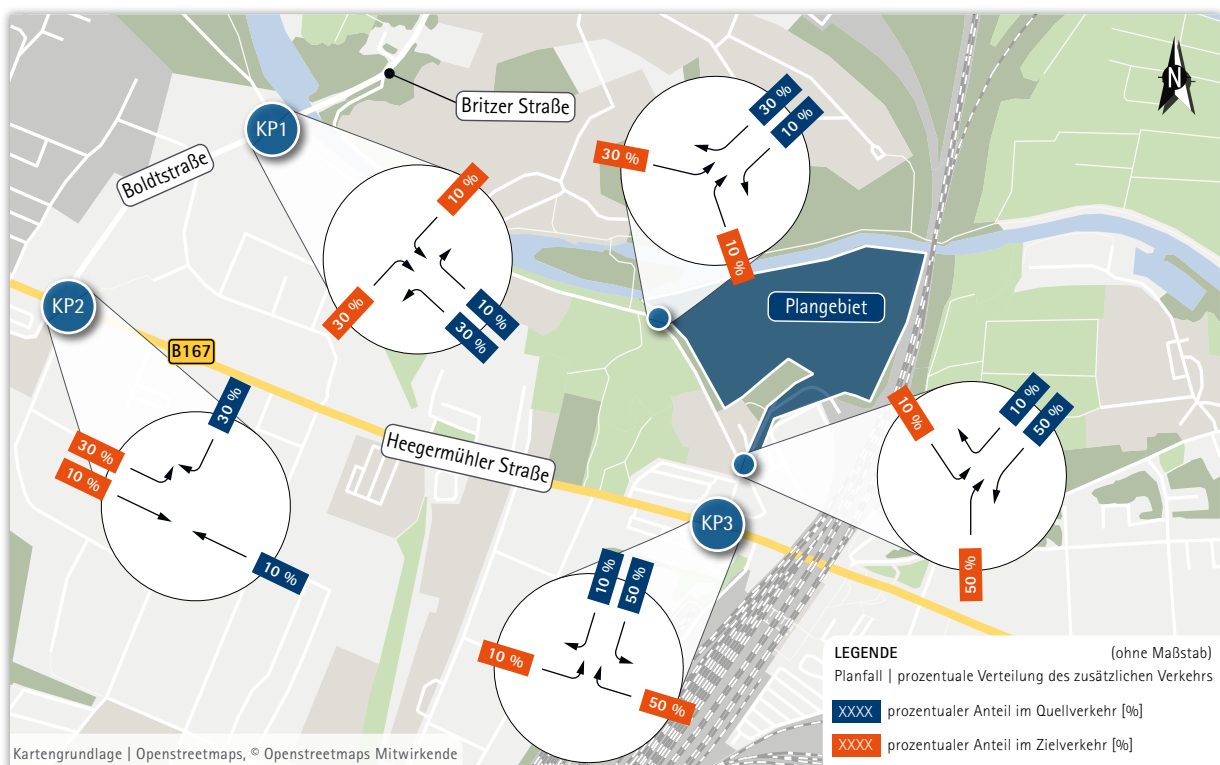 N
KP1
Britzer Straße
Boldtstraße
10 %
30 %
10 %
30 %
30 %
10 %
30 %
10 %
KP2
B167
Plangebiet
30 %
30 %
10 %
10 %
Heegermühler Straße
10 %
10 %
50 %
50 %
KP3
10 %
50 %
10 %
50 %
LEGENDE (ohne Maßstab)
Planfall | prozentuale Verteilung des zusätzlichen Verkehrs
XXXX prozentualer Anteil im Quellverkehr [%]
XXXX prozentualer Anteil im Zielverkehr [%]
Kartengrundlage | Openstreetmaps, © Openstreetmaps Mitwirkende